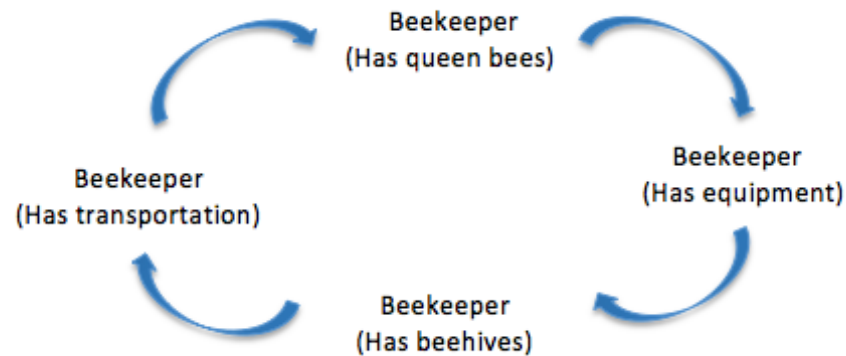 Beekeeper
(Has queen bees)
Beekeeper
(Has equipment)
Beekeeper
(Has beehives)
Beekeeper
(Has transportation)